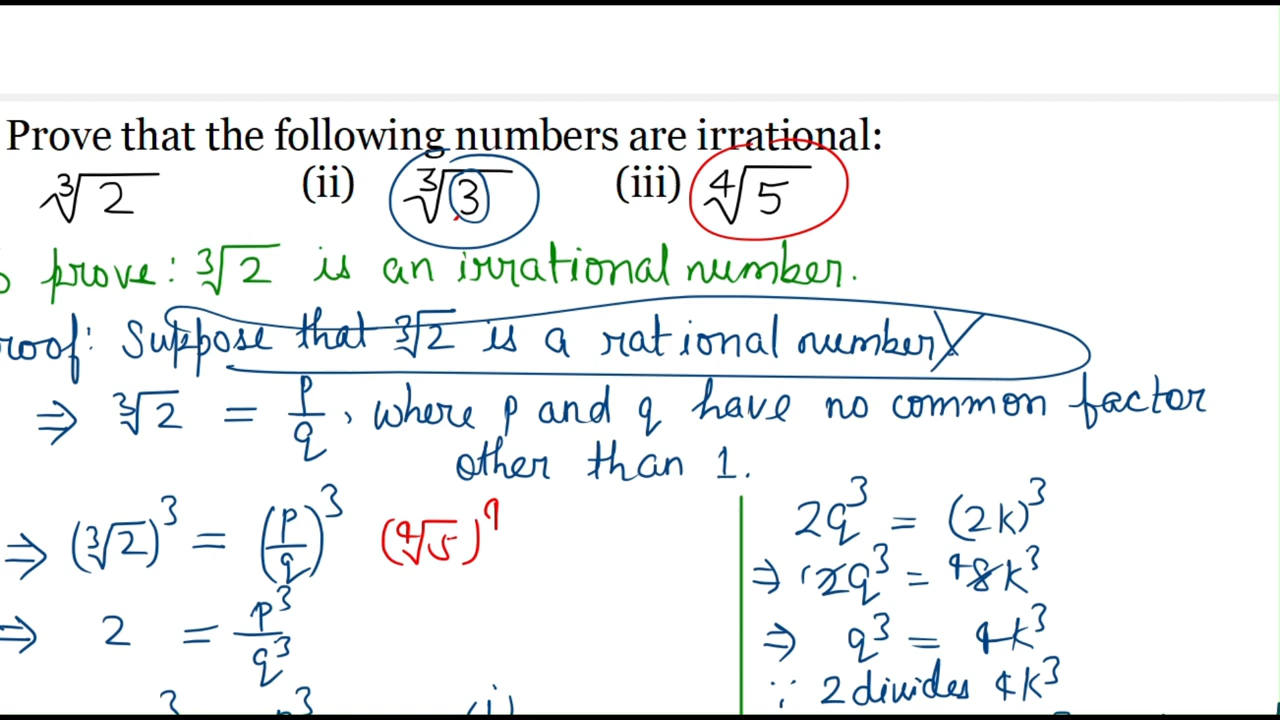 Prove that the following numbers are irrational:
∛2 (ii) ∛3 (iii) ∜5
prove: ∛2 is an irrational number.
roof: Suppose that ∛2 is a rational number
⇒ ∛2 = p/q, where p and q have no common factor
other than 1.
⇒ (∛2)³ = (p/q)³ (∜5)⁴
⇒ 2 = p³/q³
(i)
2q³ = (2k)³
⇒ 2q³ = 48k³
⇒ q³ = 4k³
∵ 2 divides 4k³